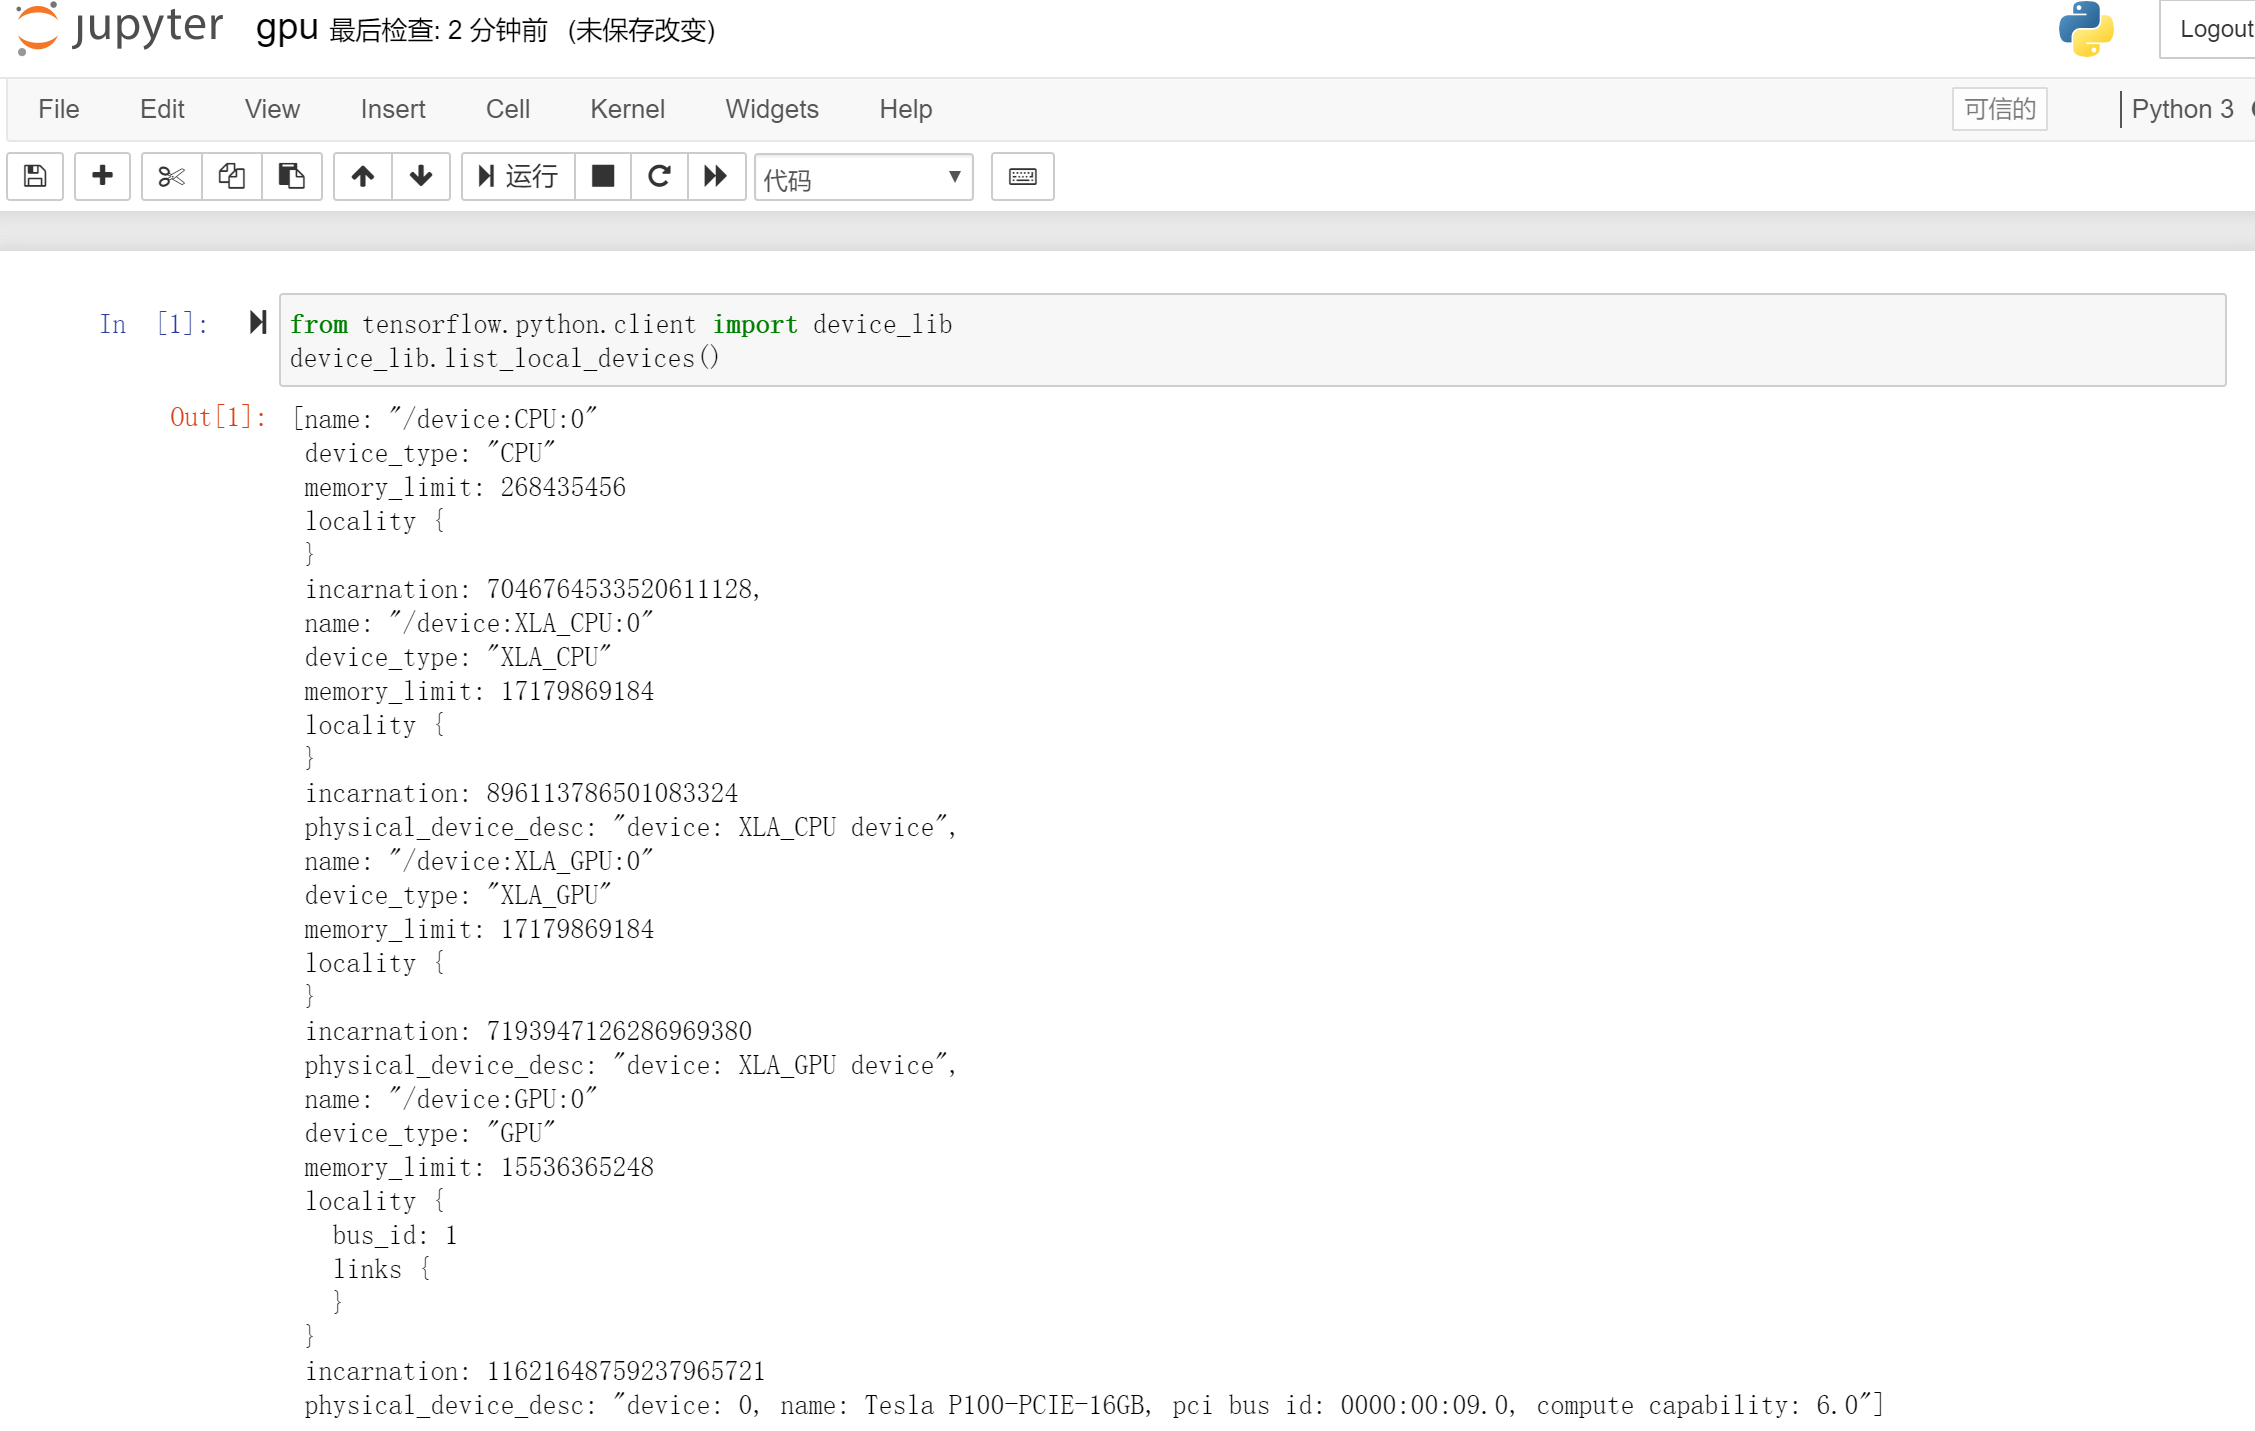 jupyter gpu 最后检查: 2 分钟前 (未保存改变) Logout
File Edit View Insert Cell Kernel Widgets Help 可信的 Python 3
运行 代码
In [1]: from tensorflow.python.client import device_lib
device_lib.list_local_devices()
Out[1]: [name: "/device:CPU:0"
device_type: "CPU"
memory_limit: 268435456
locality {
}
incarnation: 7046764533520611128,
name: "/device:XLA_CPU:0"
device_type: "XLA_CPU"
memory_limit: 17179869184
locality {
}
incarnation: 896113786501083324
physical_device_desc: "device: XLA_CPU device",
name: "/device:XLA_GPU:0"
device_type: "XLA_GPU"
memory_limit: 17179869184
locality {
}
incarnation: 7193947126286969380
physical_device_desc: "device: XLA_GPU device",
name: "/device:GPU:0"
device_type: "GPU"
memory_limit: 15536365248
locality {
bus_id: 1
links {
}
}
incarnation: 11621648759237965721
physical_device_desc: "device: 0, name: Tesla P100-PCIE-16GB, pci bus id: 0000:00:09.0, compute capability: 6.0"]